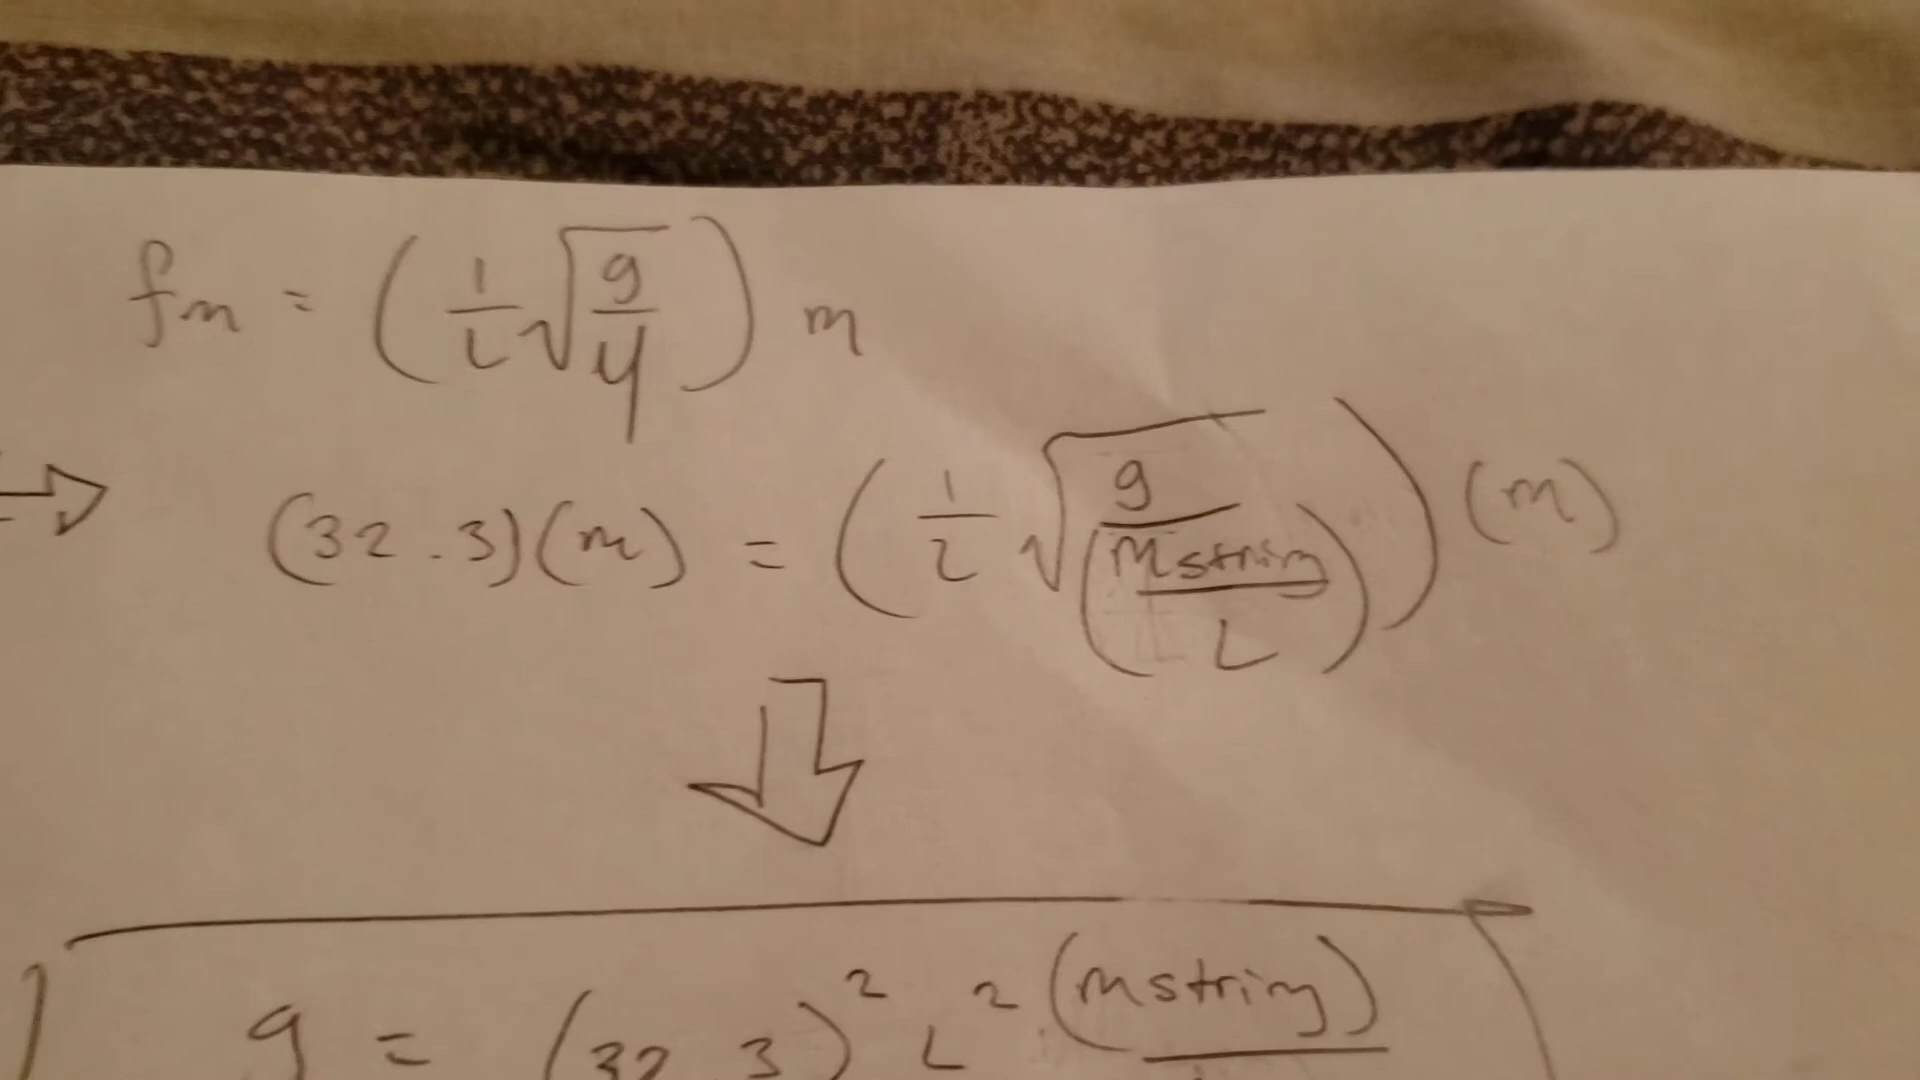 fm = (1/L √(g/μ)) m
⇒ (32.3)(m) = (1/L √(g/(mstring/L))) (m)
⇓
g = (32.3)² L² (mstring)